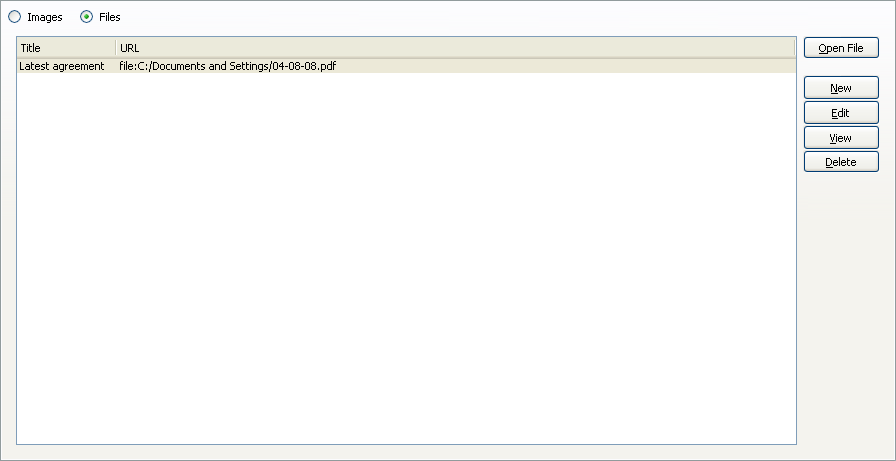 Images Files
Title URL
Latest agreement file:C:/Documents and Settings/04-08-08.pdf
Open File
New
Edit
View
Delete